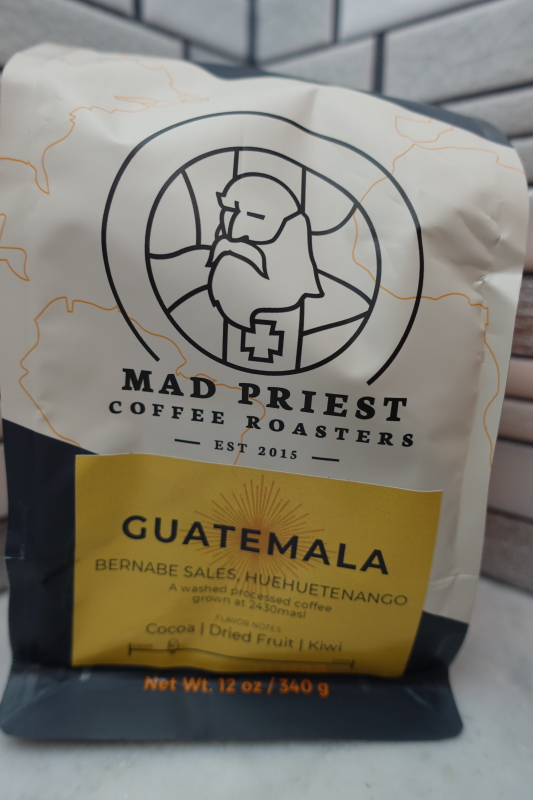 MAD PRIEST
COFFEE ROASTERS
EST 2015
GUATEMALA
BERNABE SALES, HUEHUETENANGO
A washed processed coffee
grown at 2430masl
FLAVOR NOTES
Cocoa | Dried Fruit | Kiwi
Net Wt. 12 oz / 340 g